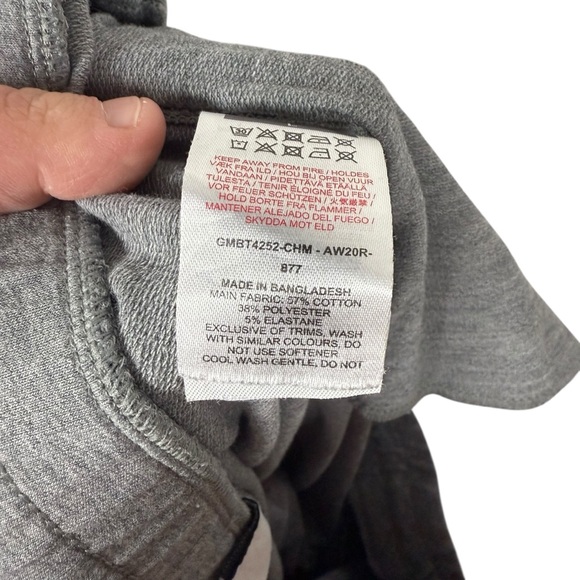 KEEP AWAY FROM FIRE / HOLDES
VÆK FRA ILD / HOU BIJ OPEN VUUR
VANDAAN / PIDETTÄVÄ ETÄÄLLÄ
TULESTA / TENIR ÉLOIGNÉ DU FEU /
VOR FEUER SCHÜTZEN / 火気厳禁 /
HOLD BORTE FRA FLAMMER /
MANTENER ALEJADO DEL FUEGO /
SKYDDA MOT ELD
GMBT4252-CHM - AW20R-
877
MADE IN BANGLADESH
MAIN FABRIC: 57% COTTON
38% POLYESTER
5% ELASTANE
EXCLUSIVE OF TRIMS, WASH
WITH SIMILAR COLOURS, DO
NOT USE SOFTENER
COOL WASH GENTLE, DO NOT